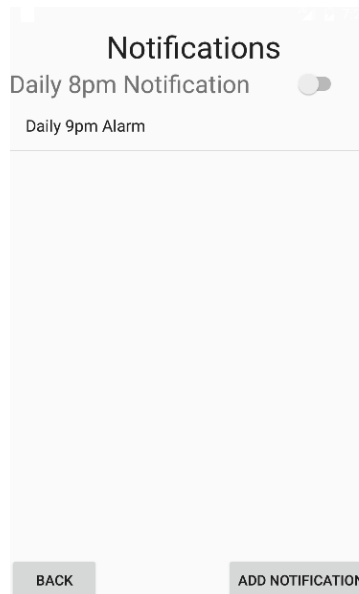 Notifications
Daily 8pm Notification
Daily 9pm Alarm
BACK
ADD NOTIFICATION